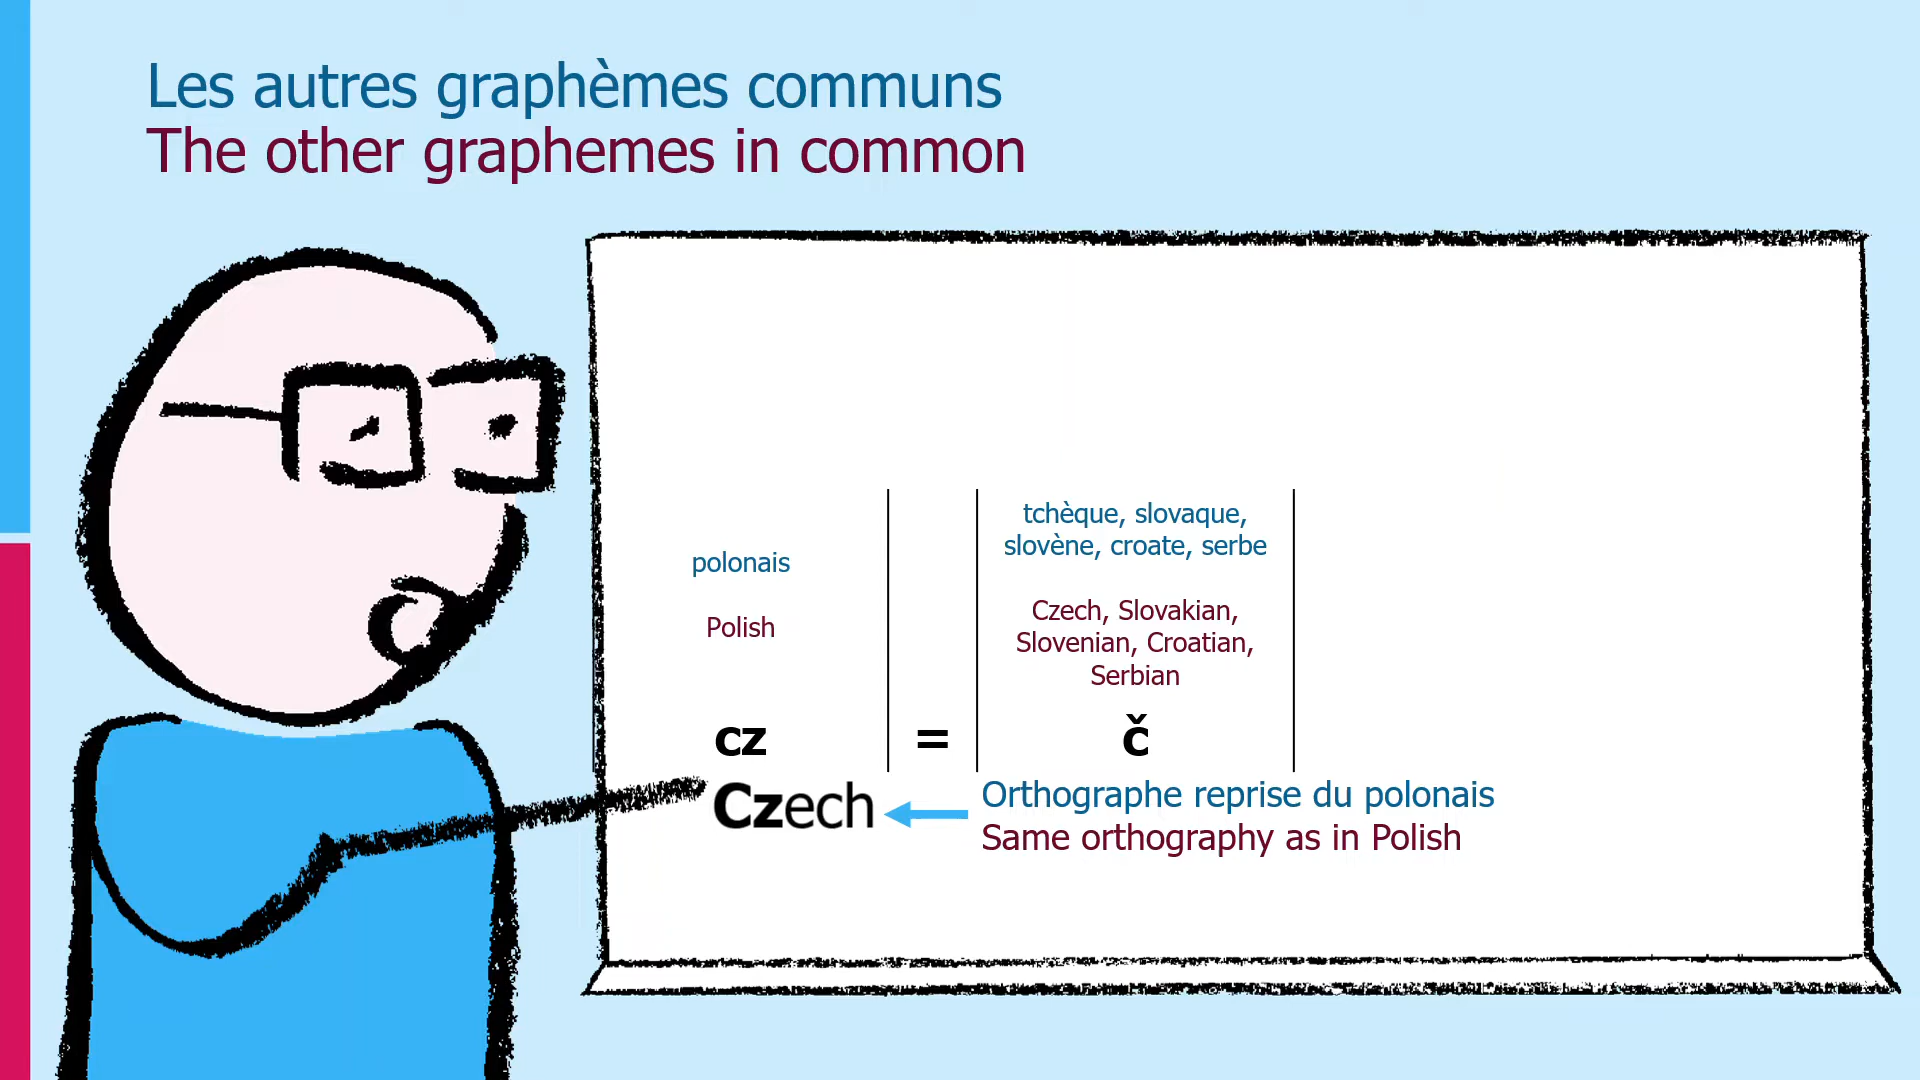 Les autres graphèmes communs
The other graphemes in common
polonais
Polish
tchèque, slovaque,
slovène, croate, serbe
Czech, Slovakian,
Slovenian, Croatian,
Serbian
cz = č
Czech
Orthographe reprise du polonais
Same orthography as in Polish